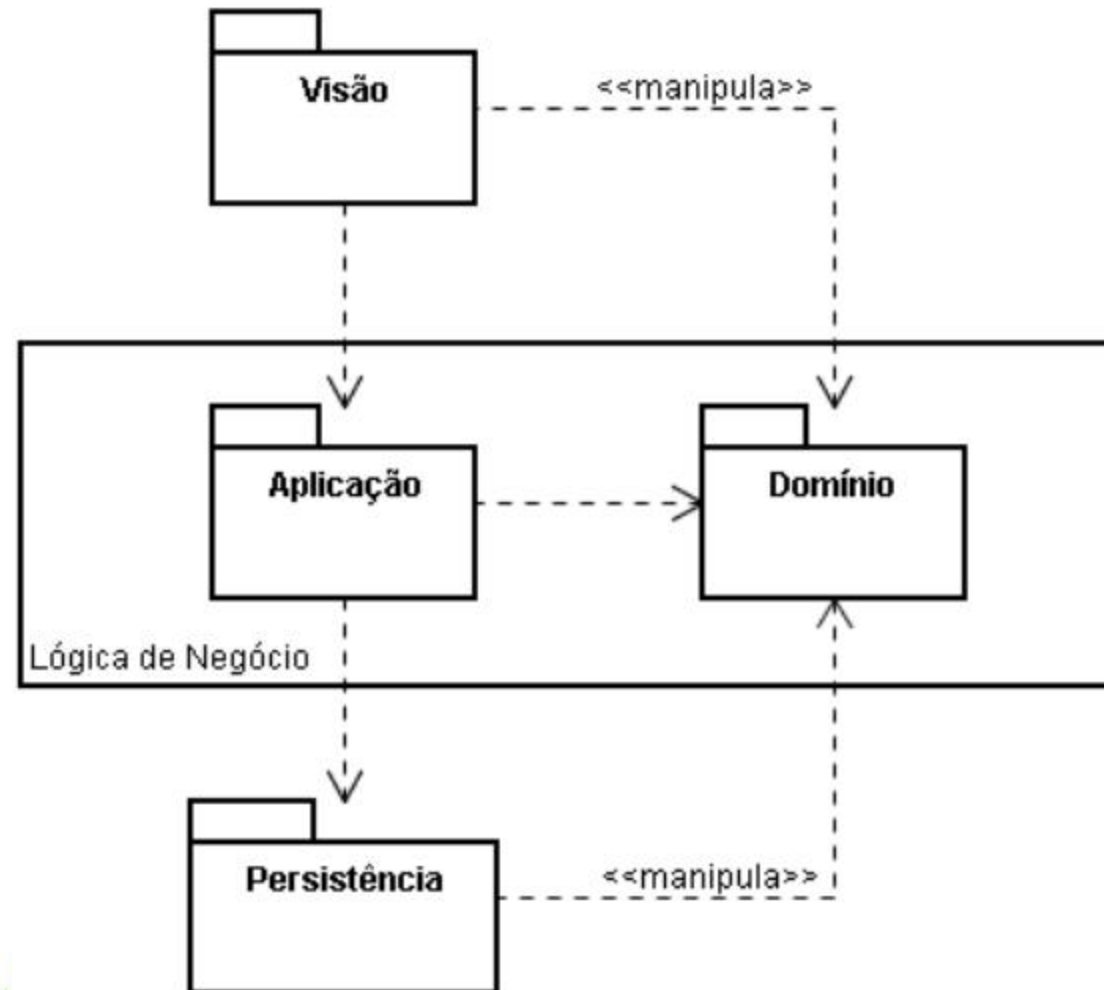 Visão
<<manipula>>
Aplicação
Domínio
Lógica de Negócio
Persistência
<<manipula>>